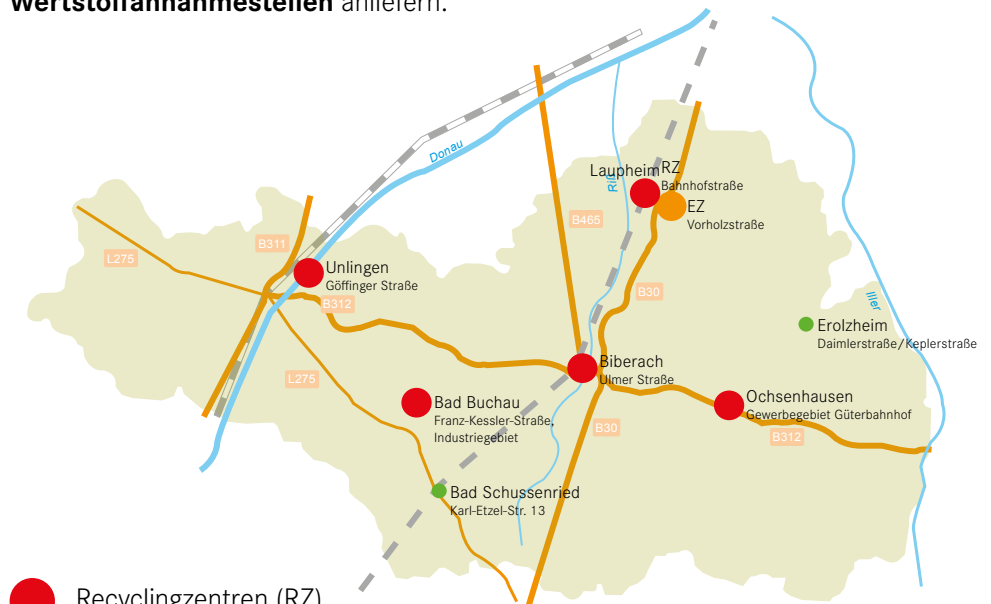 Wertstoffannahmestellen anliefern.
Donau
Riß
Laupheim RZ
Bahnhofstraße
EZ
Vorholzstraße
B465
B311
L275
Unlingen
Göffinger Straße
B312
B30
Iller
Erolzheim
Daimlerstraße/Keplerstraße
Biberach
Ulmer Straße
L275
Bad Buchau
Franz-Kessler-Straße,
Industriegebiet
Ochsenhausen
Gewerbegebiet Güterbahnhof
B30
B312
Bad Schussenried
Karl-Etzel-Str. 13
Recyclingzentren (RZ)